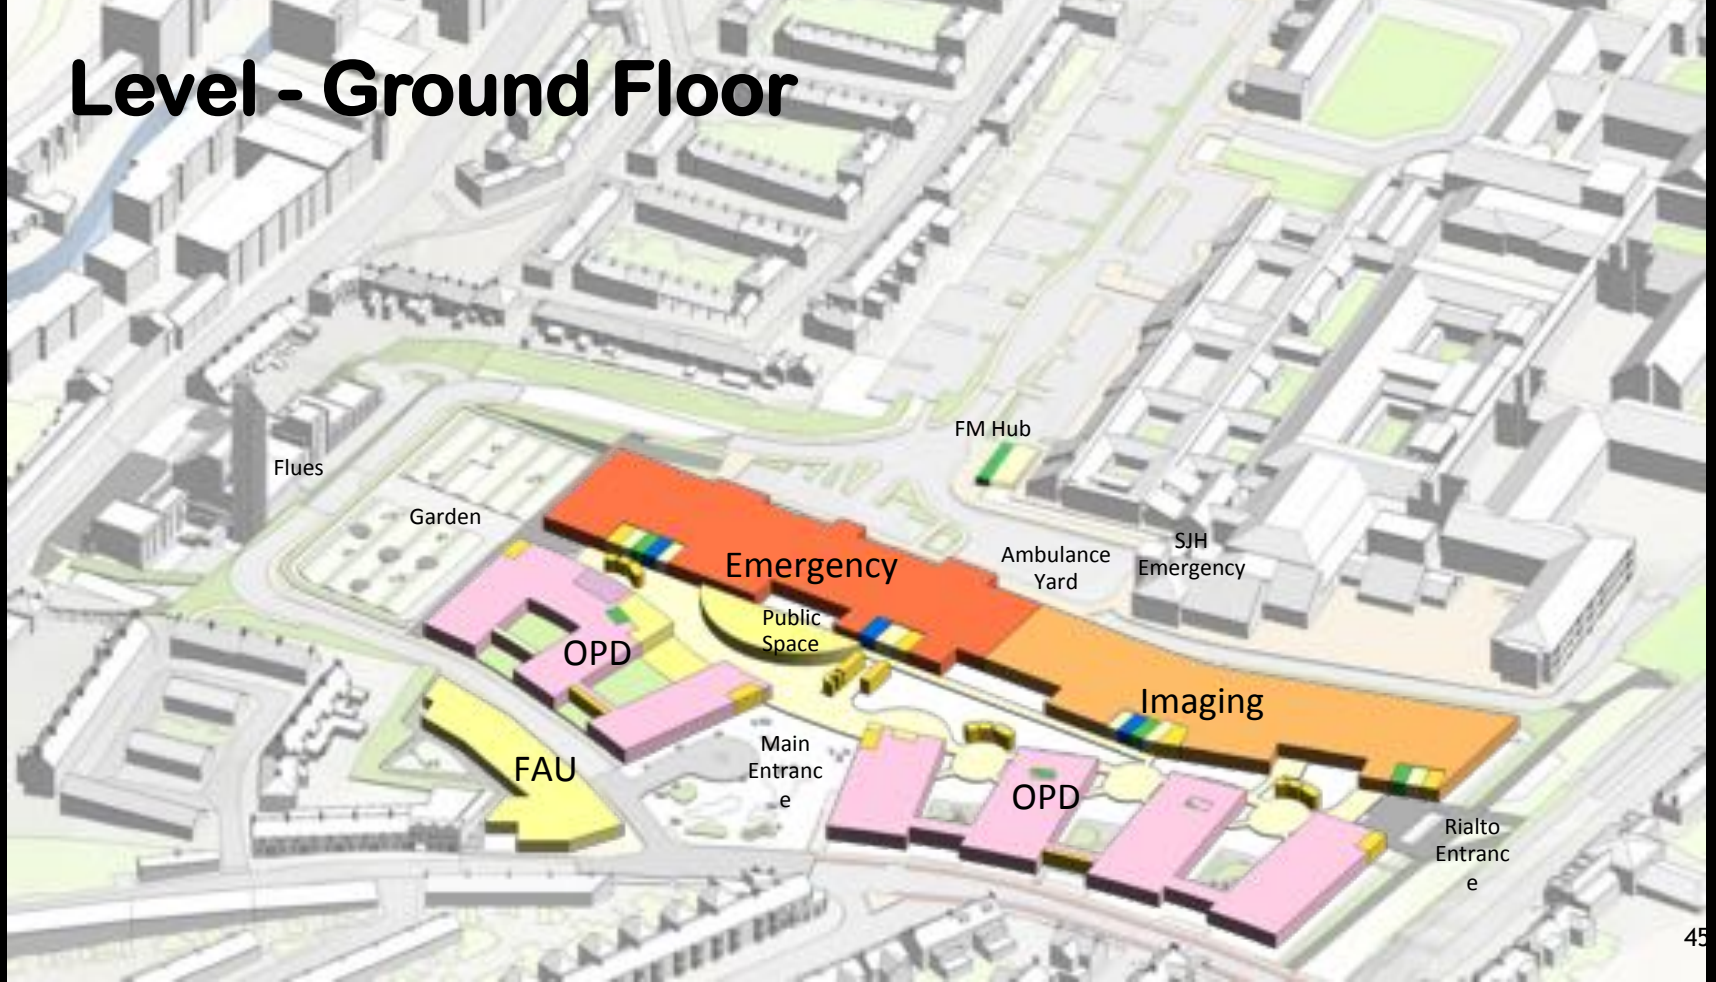 Level - Ground Floor
FM Hub
Flues
Garden
SJH
Emergency
Ambulance
Yard
Emergency
Public
Space
OPD
Imaging
Main
Entranc
e
FAU
OPD
Rialto
Entranc
e
45